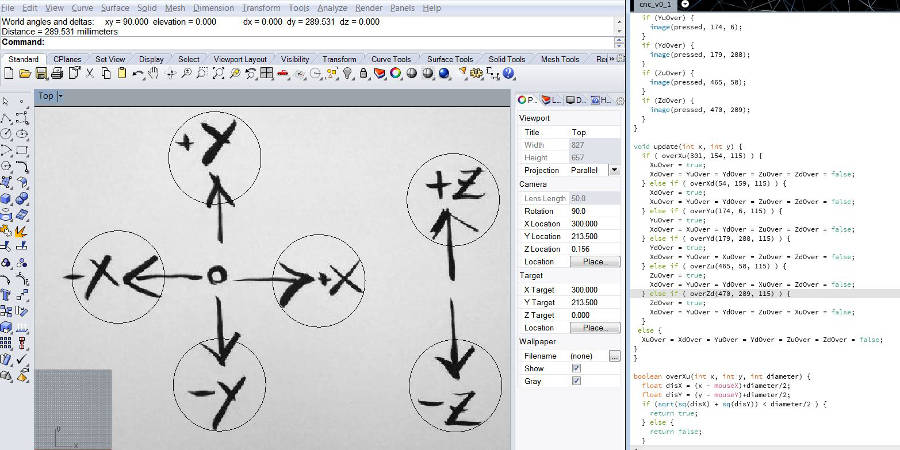 File Edit View Curve Surface Solid Mesh Dimension Transform Tools Analyze Render Panels Help
World angles and deltas: xy = 90.000 elevation = 0.000 dx = 0.000 dy = 289.531 dz = 0.000
Distance = 289.531 millimeters
Command:
Standard CPlanes Set View Display Select Viewport Layout Visibility Transform Curve Tools Surface Tools Solid Tools Mesh Tools
Top
+Y
-X
O
+X
-Y
+Z
-Z
P.. L... D... H...
Viewport
Title Top
Width 827
Height 657
Projection Parallel
Camera
Lens Length 50.0
Rotation 90.0
X Location 300.000
Y Location 213.500
Z Location 0.156
Location Place...
Target
X Target 300.000
Y Target 213.500
Z Target 0.000
Location Place...
Wallpaper
Filename (none) ...
Show
Gray
cnc_v0_1
if (YuOver) {
image(pressed, 174, 6);
}
if (YdOver) {
image(pressed, 179, 288);
}
if (ZuOver) {
image(pressed, 465, 50);
}
if (ZdOver) {
image(pressed, 470, 289);
}
}
void update(int x, int y) {
if ( overXu(301, 154, 115) ) {
XuOver = true;
XdOver = YuOver = YdOver = ZuOver = ZdOver = false;
} else if ( overXd(54, 159, 115) ) {
XdOver = true;
XuOver = YuOver = YdOver = ZuOver = ZdOver = false;
} else if ( overYu(174, 6, 115) ) {
YuOver = true;
XdOver = XuOver = YdOver = ZuOver = ZdOver = false;
} else if ( overYd(179, 288, 115) ) {
YdOver = true;
XdOver = YuOver = XuOver = ZuOver = ZdOver = false;
} else if ( overZu(465, 50, 115) ) {
ZuOver = true;
XdOver = YuOver = YdOver = XuOver = ZdOver = false;
} else if ( overZd(470, 289, 115) ) {
ZdOver = true;
XdOver = YuOver = YdOver = ZuOver = XuOver = false;
}
else {
XuOver = XdOver = YuOver = YdOver = ZuOver = ZdOver = false;
}
}
boolean overXu(int x, int y, int diameter) {
float disX = (x - mouseX)+diameter/2;
float disY = (y - mouseY)+diameter/2;
if (sqrt(sq(disX) + sq(disY)) < diameter/2 ) {
return true;
} else {
return false;
}